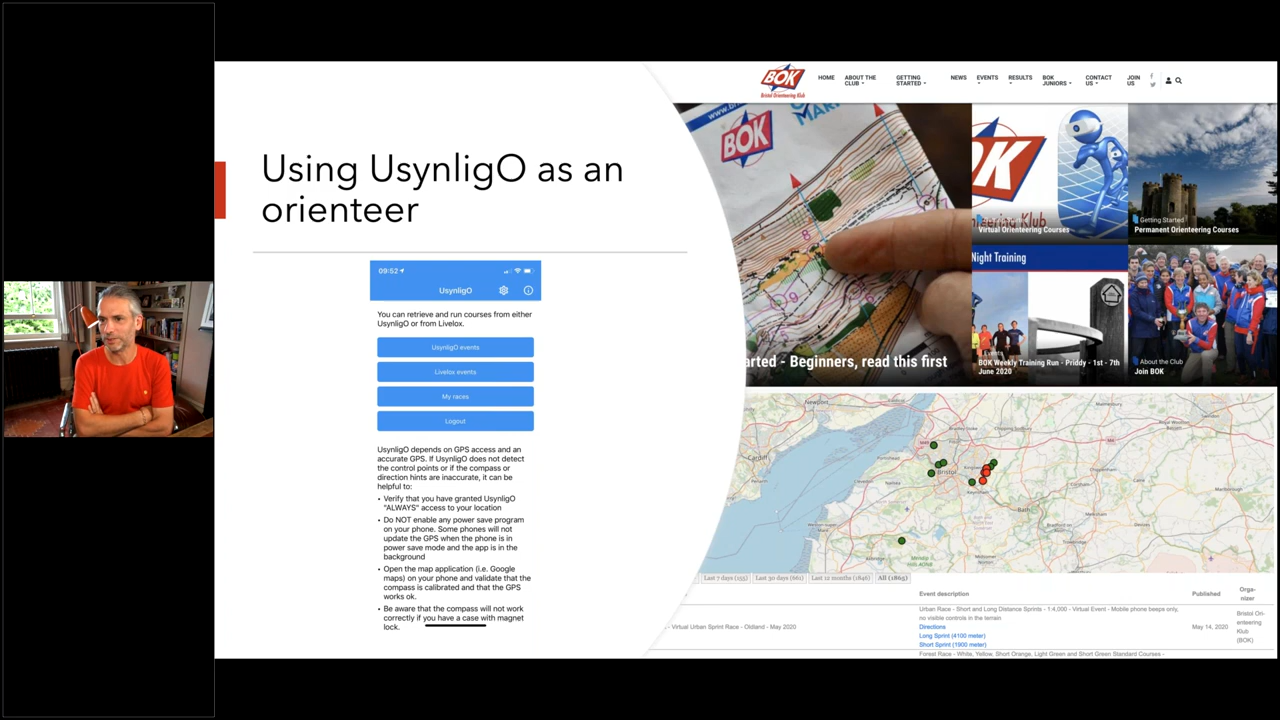 Using UsynligO as an
orienteer
09:52
UsynligO
You can retrieve and run courses from either
UsynligO or from Livelox.
UsynligO events
Livelox events
My races
Logout
UsynligO depends on GPS access and an
accurate GPS. If UsynligO does not detect
the control points or if the compass or
direction hints are inaccurate, it can be
helpful to:
• Verify that you have granted UsynligO
"ALWAYS" access to your location
• Do NOT enable any power save program
on your phone. Some phones will not
update the GPS when the phone is in
power save mode and the app is in the
background
• Open the map application (i.e. Google
maps) on your phone and validate that the
compass is calibrated and that the GPS
works ok.
• Be aware that the compass will not work
correctly if you have a case with magnet
lock.
BOK
Bristol Orienteering Klub
HOME
ABOUT THE
CLUB
GETTING
STARTED
NEWS
EVENTS
RESULTS
BOK
JUNIORS
CONTACT
US
JOIN
US
BOK
8
9
arted - Beginners, read this first
Virtual Orienteering Courses
Getting Started
Permanent Orienteering Courses
Night Training
Events
BOK Weekly Training Run - Priddy - 1st - 7th
June 2020
About the Club
Join BOK
Newport
Cardiff
Bristol
Bath
Chippenham
Last 7 days (155)
Last 30 days (661)
Last 12 months (1846)
All (1865)
Event description
Published
Orga-
nizer
- Virtual Urban Sprint Race - Oldland - May 2020
Urban Race - Short and Long Distance Sprints - 1:4,000 - Virtual Event - Mobile phone beeps only,
no visible controls in the terrain
Directions
Long Sprint (4100 meter)
Short Sprint (1900 meter)
May 14, 2020
Bristol Ori-
enteering
Klub
(BOK)
Forest Race - White, Yellow, Short Orange, Light Green and Short Green Standard Courses -